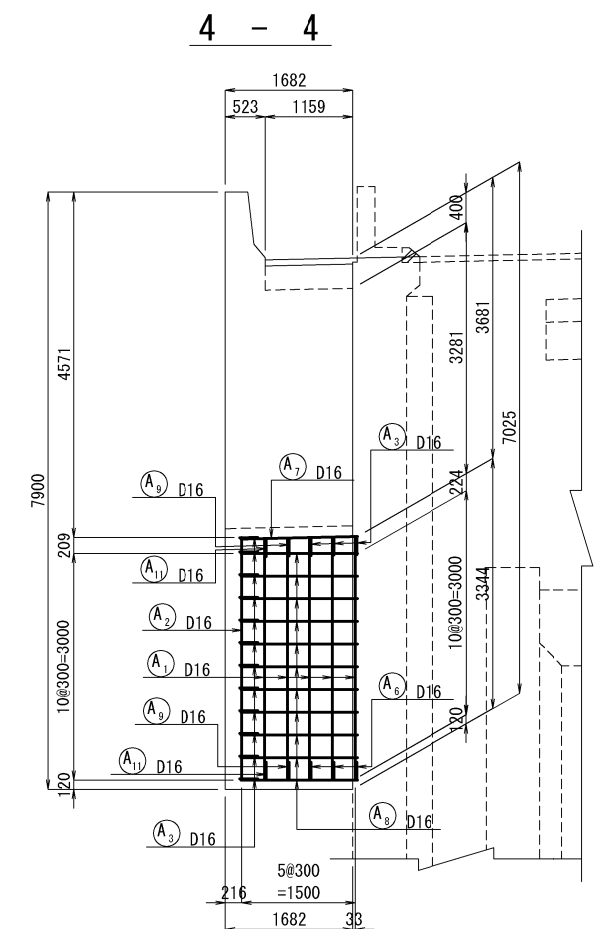 4 - 4
1682
523
1159
400
3281
3681
7025
4571
7900
A3 D16
A7 D16
A9 D16
224
209
A11 D16
A2 D16
10@300=3000
10@300=3000
3344
A1 D16
A6 D16
A9 D16
120
A11 D16
120
A3 D16
A8 D16
5@300
=1500
216
1682
33